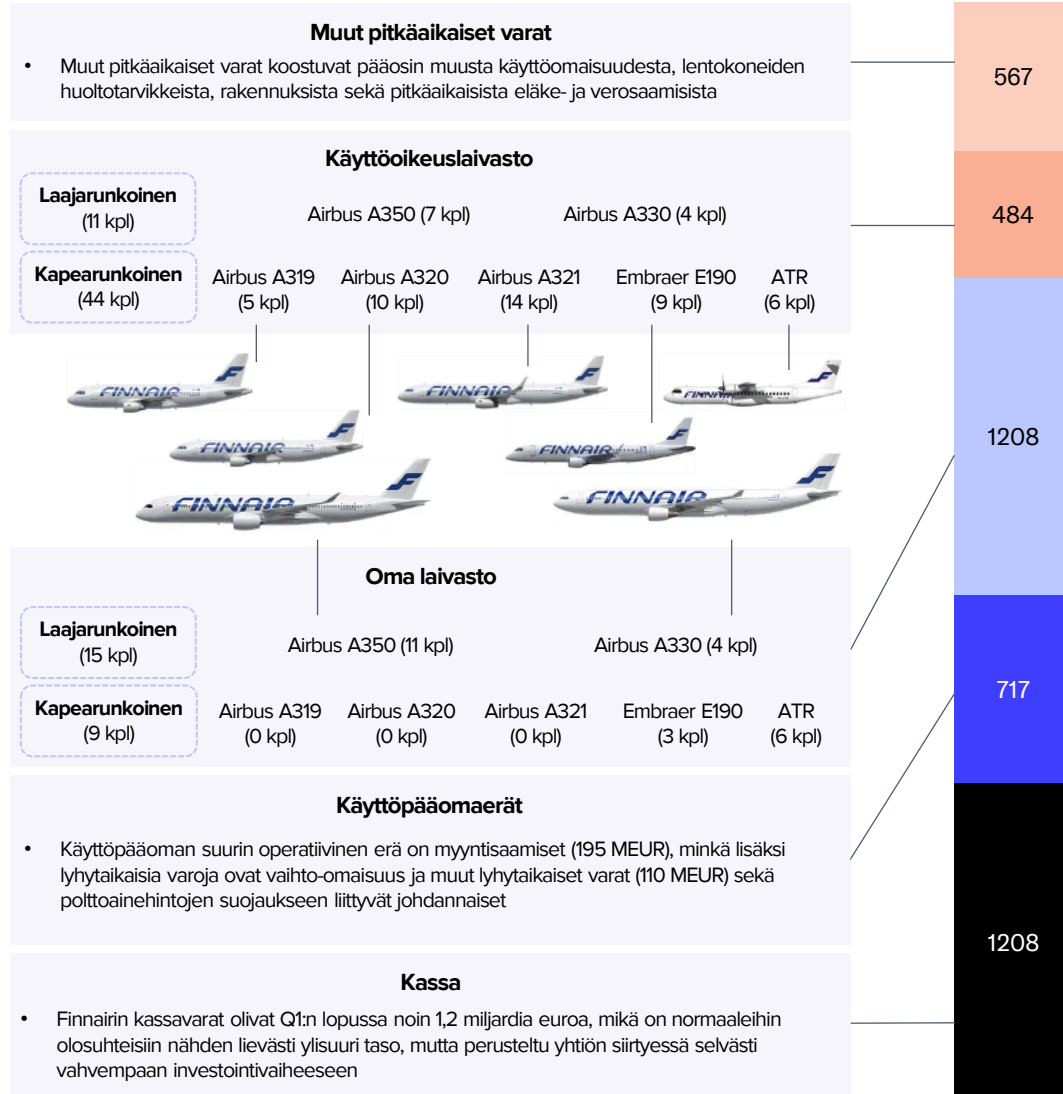 Muut pitkäaikaiset varat
• Muut pitkäaikaiset varat koostuvat pääosin muusta käyttöomaisuudesta, lentokoneiden
huoltotarvikkeista, rakennuksista sekä pitkäaikaisista eläke- ja verosaamisista
567
Käyttöoikeuslaivasto
Laajarunkoinen
(11 kpl)
Airbus A350 (7 kpl)
Airbus A330 (4 kpl)
484
Kapearunkoinen
(44 kpl)
Airbus A319
(5 kpl)
Airbus A320
(10 kpl)
Airbus A321
(14 kpl)
Embraer E190
(9 kpl)
ATR
(6 kpl)
FINNAIR
FINNAIR
FINNAIR
FINNAIR
FINNAIR
FINNAIR
FINNAIR
1208
Oma laivasto
Laajarunkoinen
(15 kpl)
Airbus A350 (11 kpl)
Airbus A330 (4 kpl)
Kapearunkoinen
(9 kpl)
Airbus A319
(0 kpl)
Airbus A320
(0 kpl)
Airbus A321
(0 kpl)
Embraer E190
(3 kpl)
ATR
(6 kpl)
717
Käyttöpääomaerät
• Käyttöpääoman suurin operatiivinen erä on myyntisaamiset (195 MEUR), minkä lisäksi
lyhytaikaisia varoja ovat vaihto-omaisuus ja muut lyhytaikaiset varat (110 MEUR) sekä
polttoainehintojen suojaukseen liittyvät johdannaiset
1208
Kassa
• Finnairin kassavarat olivat Q1:n lopussa noin 1,2 miljardia euroa, mikä on normaaleihin
olosuhteisiin nähden lievästi ylisuuri taso, mutta perusteltu yhtiön siirtyessä selvästi
vahvempaan investointivaiheeseen